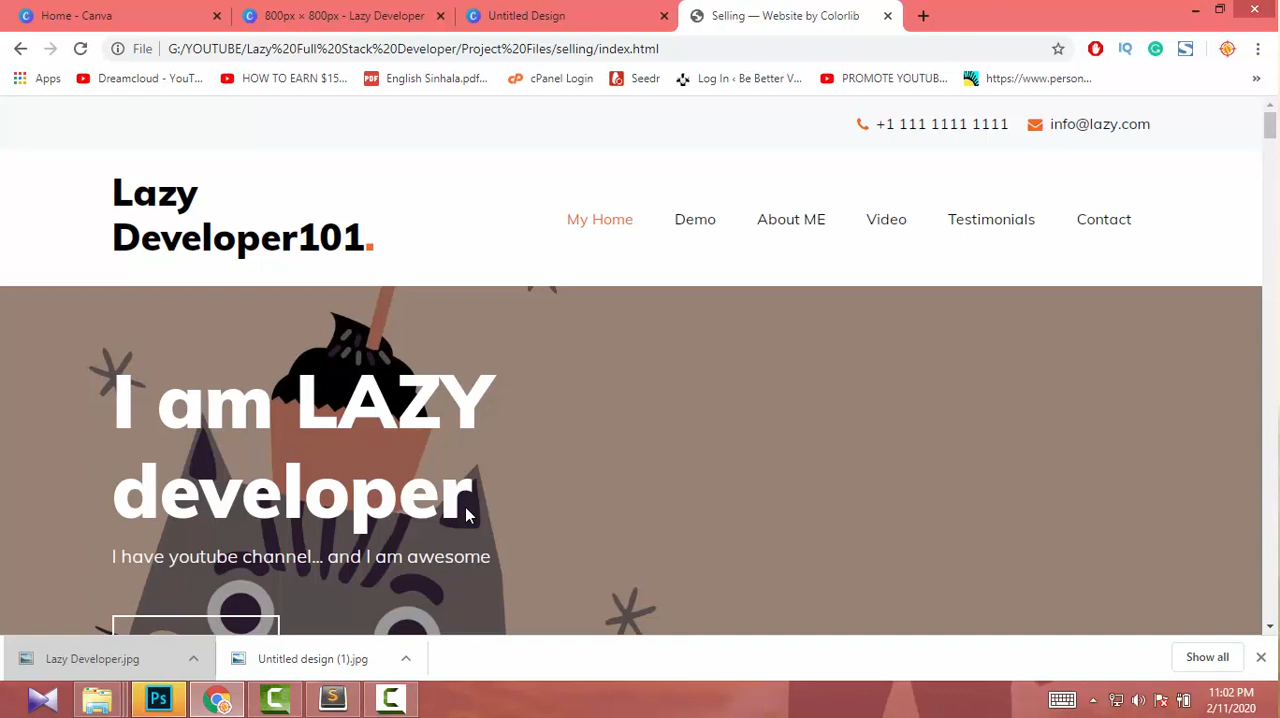 Home - Canva
800px × 800px - Lazy Developer
Untitled Design
Selling — Website by Colorlib
File
G:/YOUTUBE/Lazy%20Full%20Stack%20Developer/Project%20Files/selling/index.html
IQ
Apps
Dreamcloud - YouT...
HOW TO EARN $15...
PDF
English Sinhala.pdf...
cP
cPanel Login
Seedr
Log In ‹ Be Better V...
PROMOTE YOUTUB...
https://www.person...
+1 111 1111 1111
info@lazy.com
Lazy
Developer101.
My Home
Demo
About ME
Video
Testimonials
Contact
I am LAZY
developer
I have youtube channel... and I am awesome
Lazy Developer.jpg
Untitled design (1).jpg
Show all
Ps
11:02 PM
2/11/2020